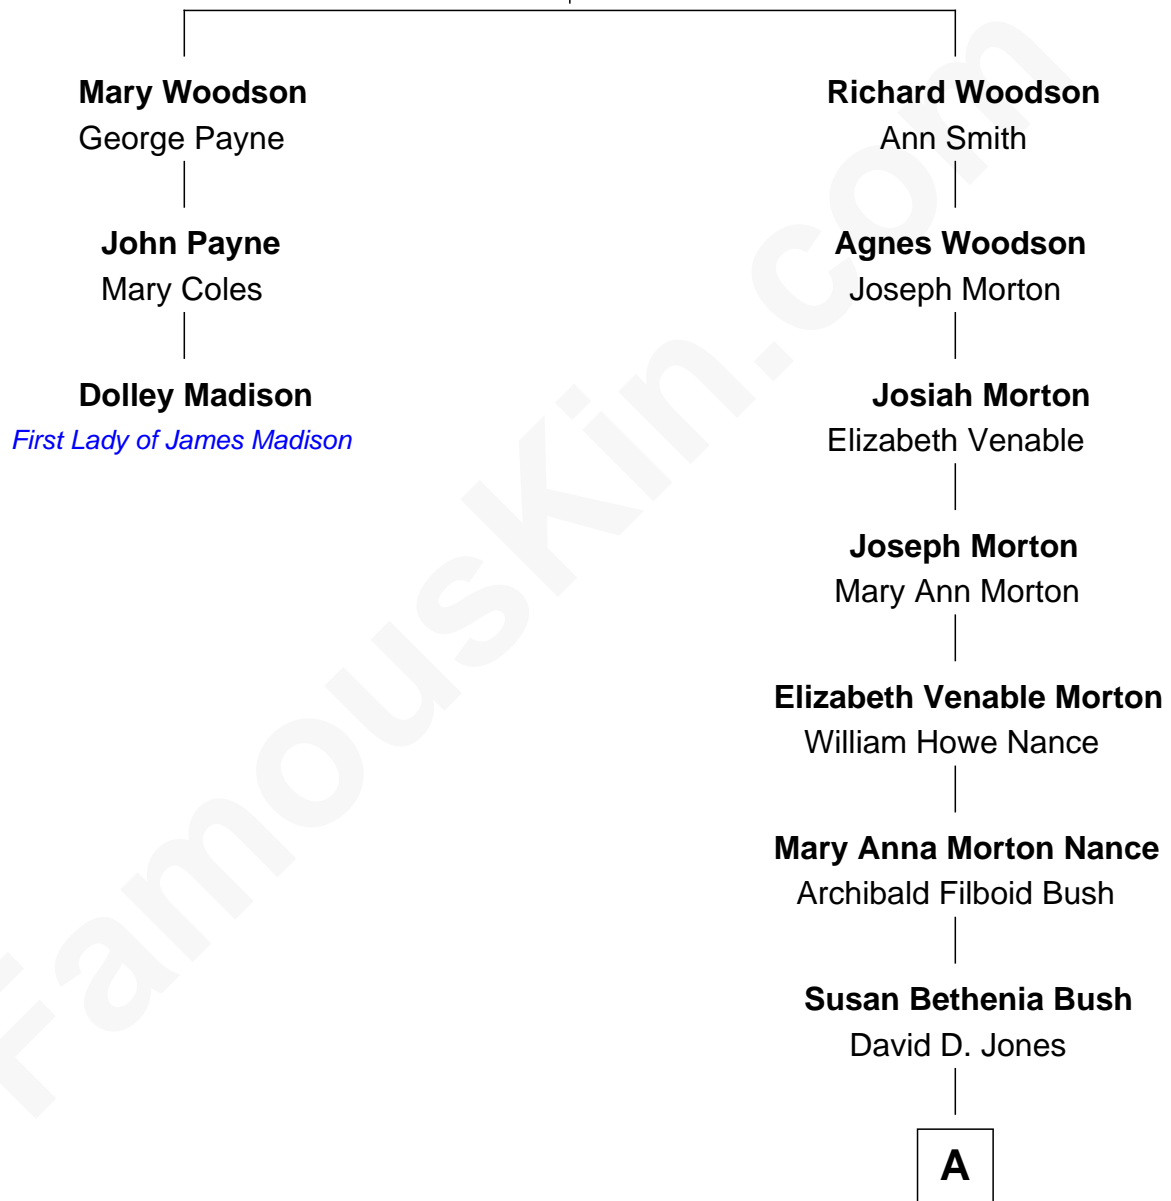 Mary Woodson
George Payne
John Payne
Mary Coles
Dolley Madison
First Lady of James Madison
Richard Woodson
Ann Smith
Agnes Woodson
Joseph Morton
Josiah Morton
Elizabeth Venable
Joseph Morton
Mary Ann Morton
Elizabeth Venable Morton
William Howe Nance
Mary Anna Morton Nance
Archibald Filboid Bush
Susan Bethenia Bush
David D. Jones
A
FamousKin.com